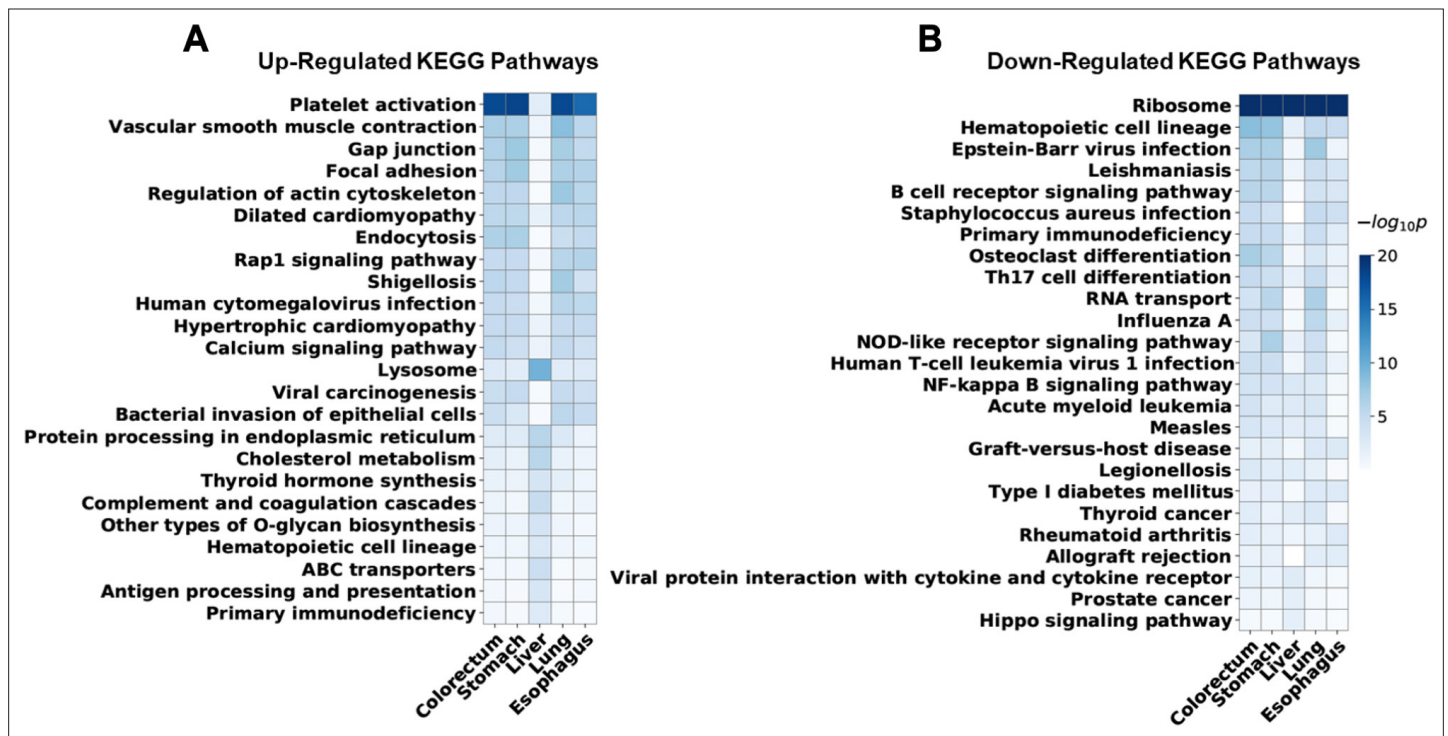 A
Up-Regulated KEGG Pathways
Platelet activation
Vascular smooth muscle contraction
Gap junction
Focal adhesion
Regulation of actin cytoskeleton
Dilated cardiomyopathy
Endocytosis
Rap1 signaling pathway
Shigellosis
Human cytomegalovirus infection
Hypertrophic cardiomyopathy
Calcium signaling pathway
Lysosome
Viral carcinogenesis
Bacterial invasion of epithelial cells
Protein processing in endoplasmic reticulum
Cholesterol metabolism
Thyroid hormone synthesis
Complement and coagulation cascades
Other types of O-glycan biosynthesis
Hematopoietic cell lineage
ABC transporters
Antigen processing and presentation
Primary immunodeficiency
Colorectum
Stomach
Liver
Lung
Esophagus
B
Down-Regulated KEGG Pathways
Ribosome
Hematopoietic cell lineage
Epstein-Barr virus infection
Leishmaniasis
B cell receptor signaling pathway
Staphylococcus aureus infection
Primary immunodeficiency
Osteoclast differentiation
Th17 cell differentiation
RNA transport
Influenza A
NOD-like receptor signaling pathway
Human T-cell leukemia virus 1 infection
NF-kappa B signaling pathway
Acute myeloid leukemia
Measles
Graft-versus-host disease
Legionellosis
Type I diabetes mellitus
Thyroid cancer
Rheumatoid arthritis
Allograft rejection
Viral protein interaction with cytokine and cytokine receptor
Prostate cancer
Hippo signaling pathway
Colorectum
Stomach
Liver
Lung
Esophagus
−log10p
20
15
10
5